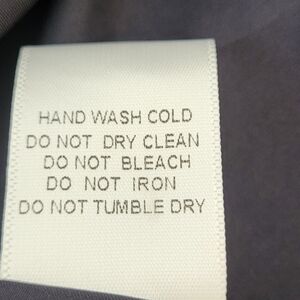 HAND WASH COLD
DO NOT DRY CLEAN
DO NOT BLEACH
DO NOT IRON
DO NOT TUMBLE DRY